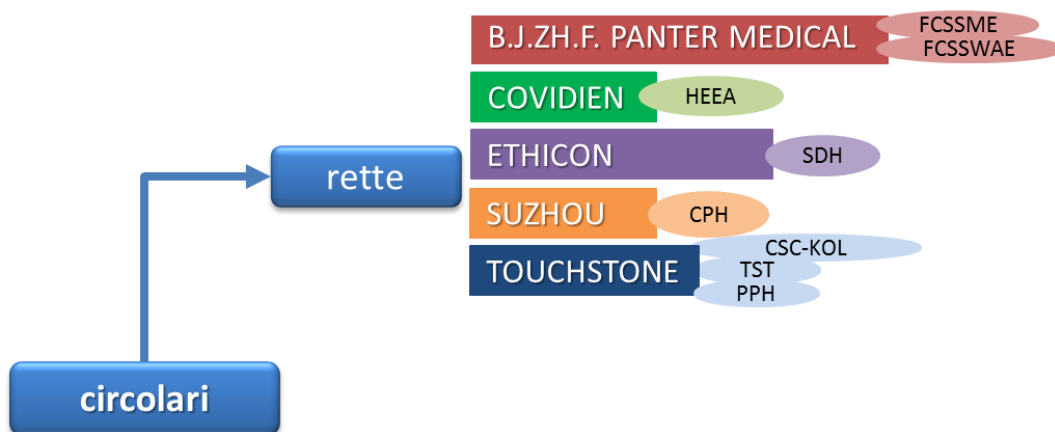 FCSSME
B.J.ZH.F. PANTER MEDICAL
FCSSWAE
COVIDIEN
HEEA
ETHICON
SDH
rette
SUZHOU
CPH
CSC-KOL
TOUCHSTONE
TST
PPH
circolari